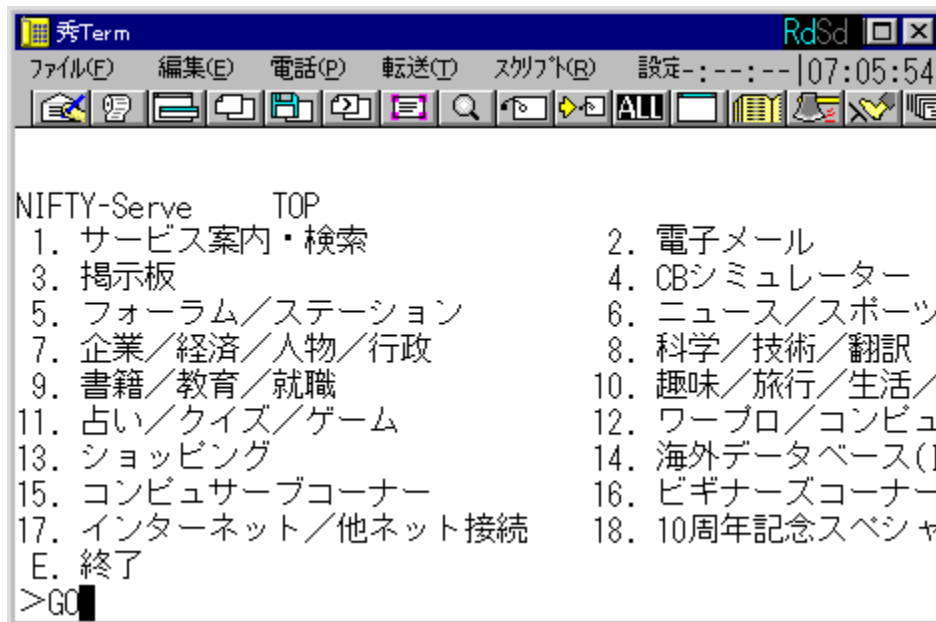 秀Term RdSd
ﾌｧｲﾙ(F) 編集(E) 電話(P) 転送(T) ｽｸﾘﾌﾟﾄ(R) 設定-:--:--|07:05:54
ALL
NIFTY-Serve TOP
1. サービス案内・検索 2. 電子メール
3. 掲示板 4. CBシミュレーター
5. フォーラム／ステーション 6. ニュース／スポーツ
7. 企業／経済／人物／行政 8. 科学／技術／翻訳
9. 書籍／教育／就職 10. 趣味／旅行／生活／
11. 占い／クイズ／ゲーム 12. ワープロ／コンピュ
13. ショッピング 14. 海外データベース(
15. コンピュサーブコーナー 16. ビギナーズコーナー
17. インターネット／他ネット接続 18. 10周年記念スペシャ
E. 終了
＞GO